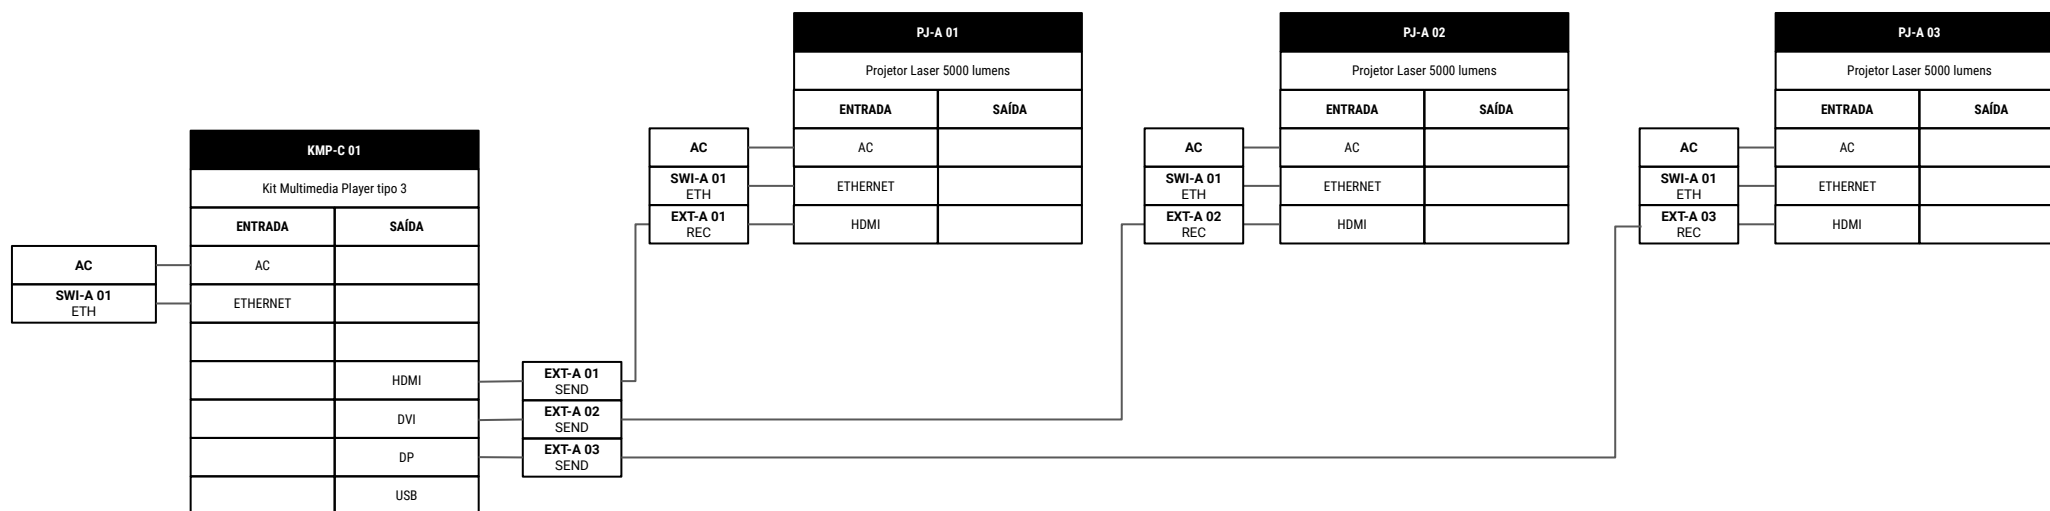 KMP-C 01
Kit Multimedia Player tipo 3
ENTRADA SAÍDA
AC AC
SWI-A 01
ETH
ETHERNET
HDMI
DVI
DP
USB
EXT-A 01
SEND
EXT-A 02
SEND
EXT-A 03
SEND
PJ-A 01
Projetor Laser 5000 lumens
ENTRADA SAÍDA
AC AC
SWI-A 01
ETH
ETHERNET
EXT-A 01
REC
HDMI
PJ-A 02
Projetor Laser 5000 lumens
ENTRADA SAÍDA
AC AC
SWI-A 01
ETH
ETHERNET
EXT-A 02
REC
HDMI
PJ-A 03
Projetor Laser 5000 lumens
ENTRADA SAÍDA
AC AC
SWI-A 01
ETH
ETHERNET
EXT-A 03
REC
HDMI